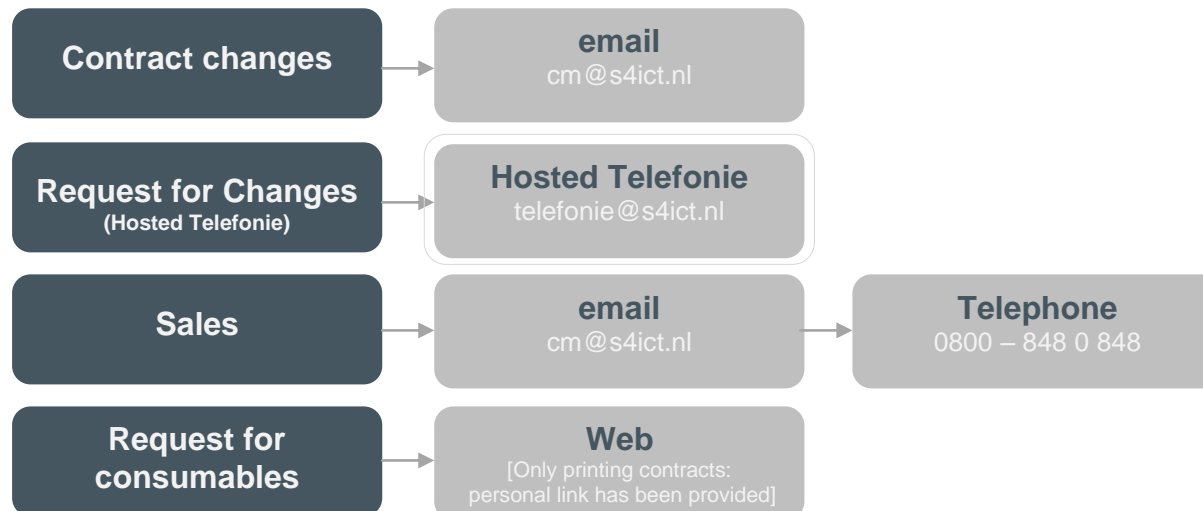 Contract changes
email
cm@s4ict.nl
Request for Changes
(Hosted Telefonie)
Hosted Telefonie
telefonie@s4ict.nl
Sales
email
cm@s4ict.nl
Telephone
0800 – 848 0 848
Request for
consumables
Web
[Only printing contracts:
personal link has been provided]